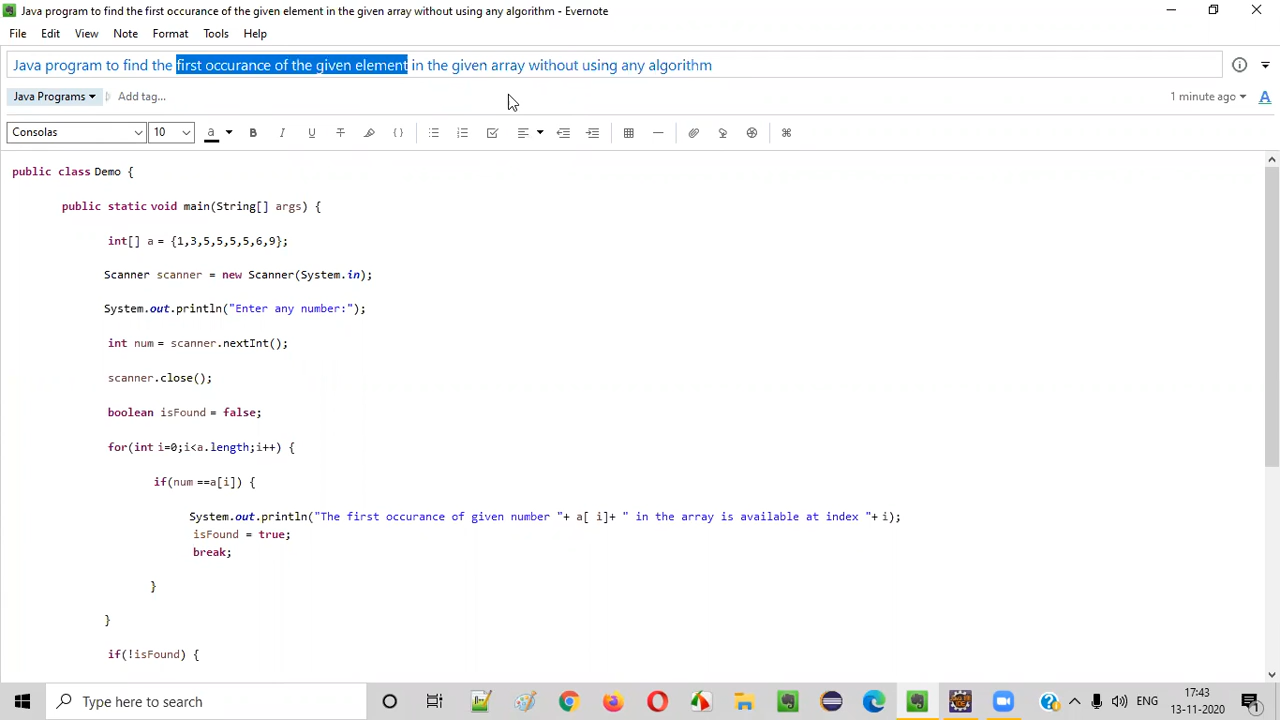 Java program to find the first occurance of the given element in the given array without using any algorithm - Evernote
File Edit View Note Format Tools Help
Java program to find the first occurance of the given element in the given array without using any algorithm
Java Programs Add tag... 1 minute ago
Consolas 10 a B I U T
public class Demo {
public static void main(String[] args) {
int[] a = {1,3,5,5,5,5,6,9};
Scanner scanner = new Scanner(System.in);
System.out.println("Enter any number:");
int num = scanner.nextInt();
scanner.close();
boolean isFound = false;
for(int i=0;i<a.length;i++) {
if(num ==a[i]) {
System.out.println("The first occurance of given number "+ a[ i]+ " in the array is available at index "+ i);
isFound = true;
break;
}
}
if(!isFound) {
Type here to search
ENG
17:43
13-11-2020